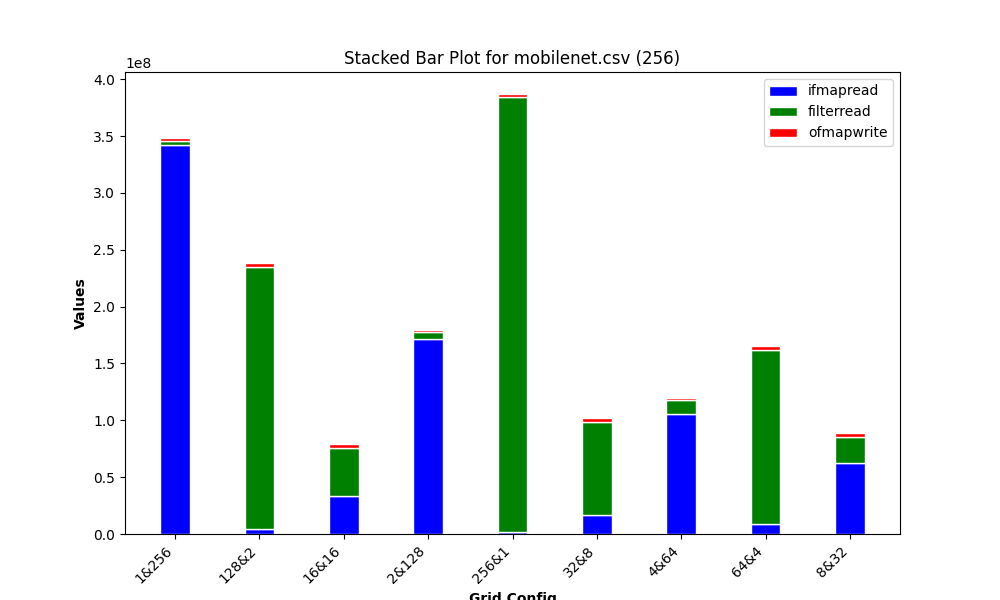 Stacked Bar Plot for mobilenet.csv (256)
1e8
4.0
3.5
3.0
2.5
2.0
1.5
1.0
0.5
0.0
Values
ifmapread
filterread
ofmapwrite
1&256
128&2
16&16
2&128
256&1
32&8
4&64
64&4
8&32
Grid Config